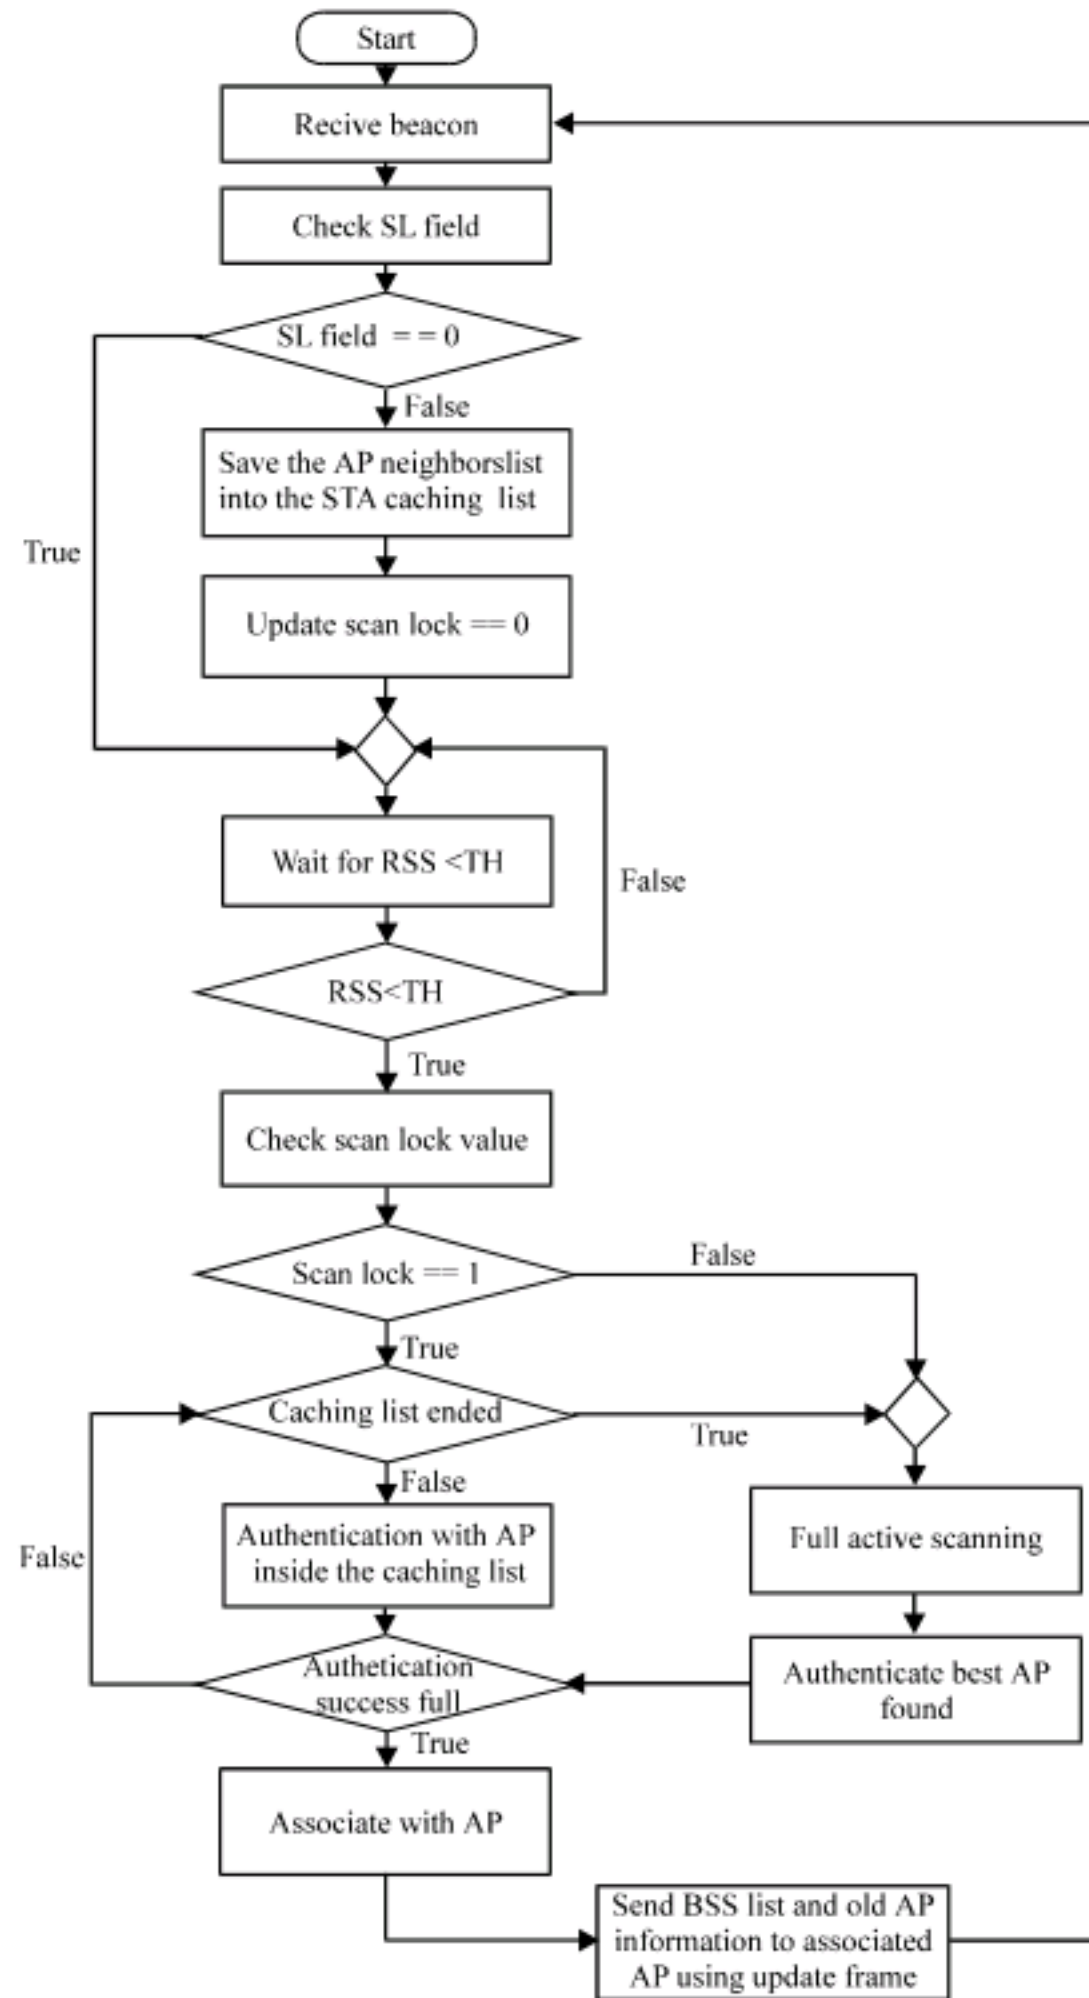 Start
Recive beacon
Check SL field
SL field = = 0
False
Save the AP neighborslist
into the STA caching list
True
Update scan lock == 0
Wait for RSS <TH
False
RSS<TH
True
Check scan lock value
False
Scan lock == 1
True
Caching list ended
True
False
Authentication with AP
inside the caching list
Full active scanning
False
Authetication
success full
Authenticate best AP
found
True
Associate with AP
Send BSS list and old AP
information to associated
AP using update frame